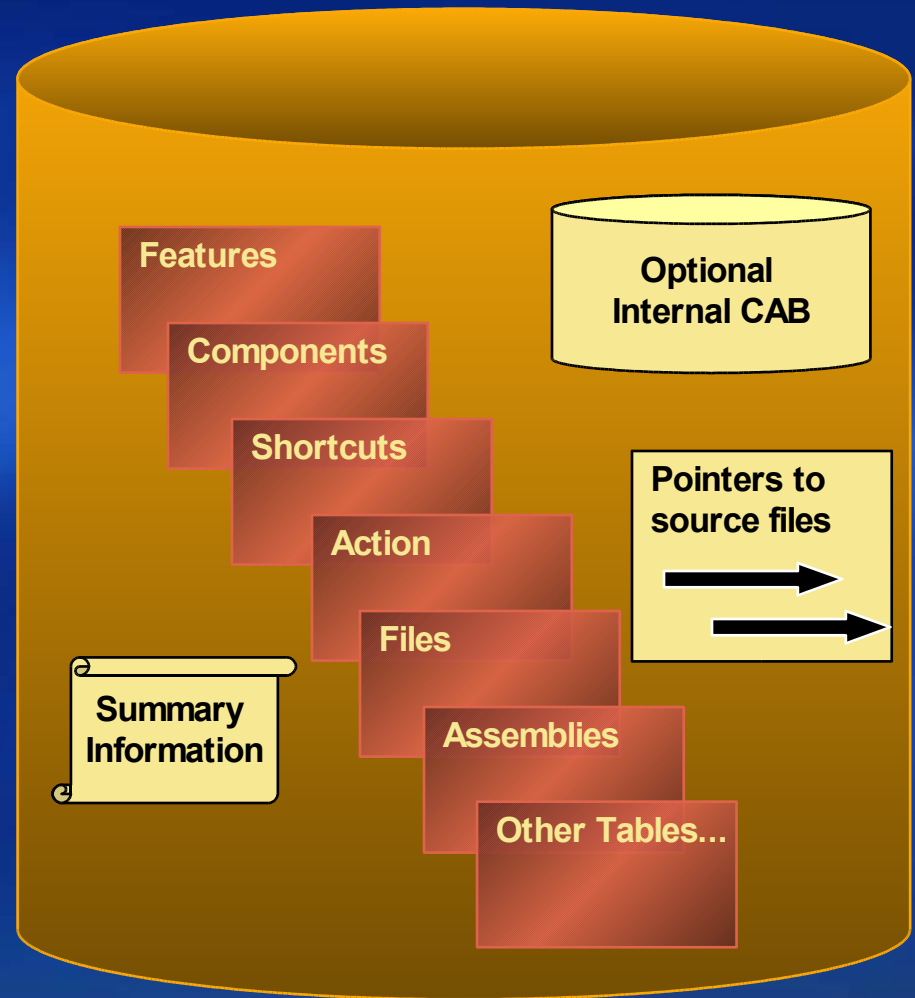 Features
Components
Shortcuts
Action
Files
Assemblies
Other Tables...
Optional
Internal CAB
Pointers to
source files
Summary
Information